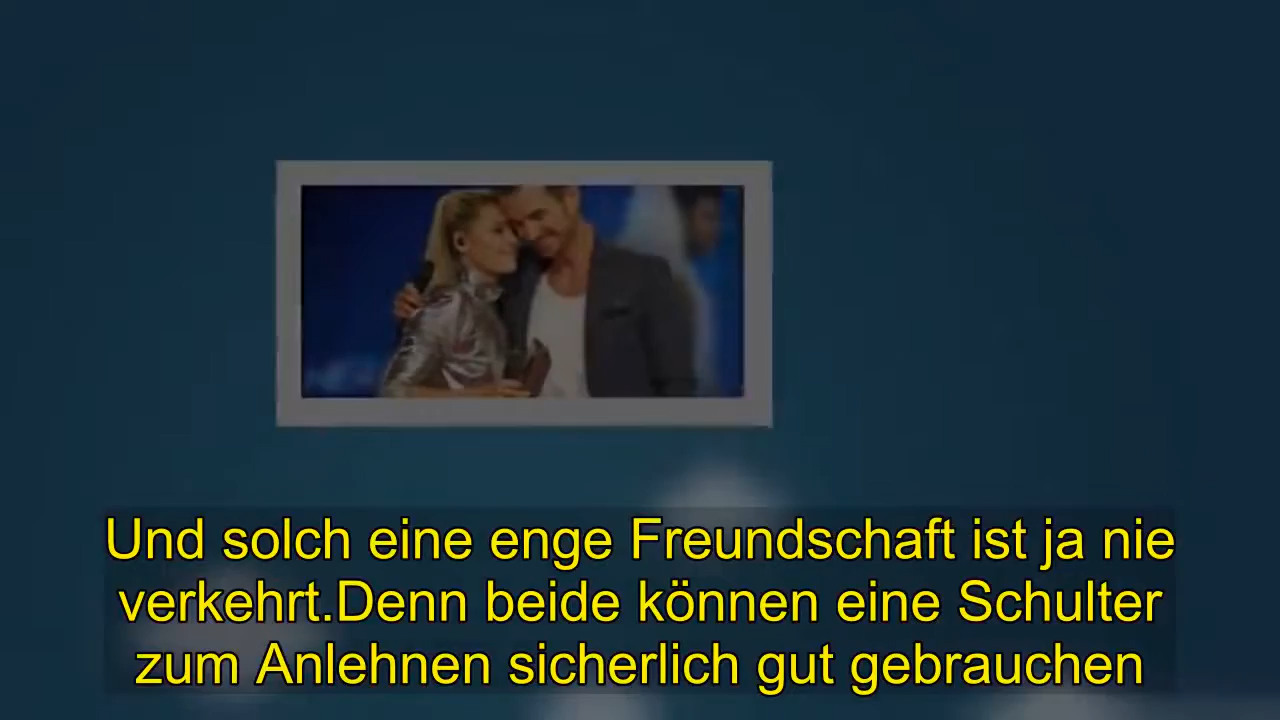 Und solch eine enge Freundschaft ist ja nie
verkehrt.Denn beide können eine Schulter
zum Anlehnen sicherlich gut gebrauchen